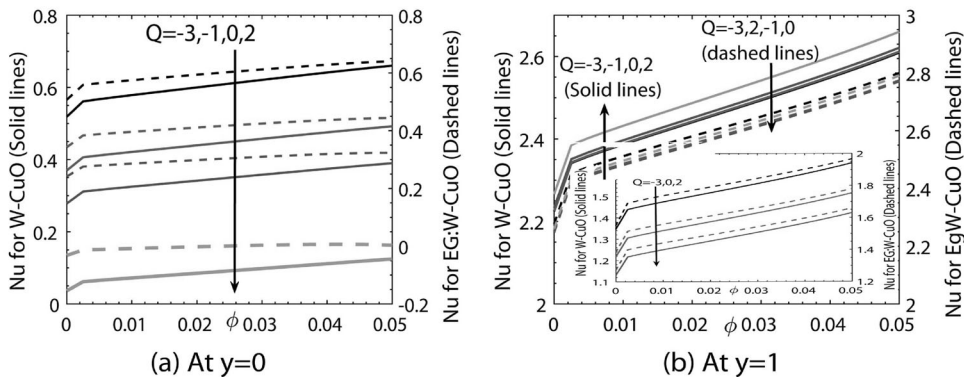 Q=-3,-1,0,2
Nu for W-CuO (Solid lines)
0.8
0.6
0.4
0.2
0
0.8
0.6
0.4
0.2
0
-0.2
Nu for EG:W-CuO (Dashed lines)
0 0.01 0.02 ϕ 0.03 0.04 0.05
(a) At y=0
Q=-3,2,-1,0
(dashed lines)
Q=-3,-1,0,2
(Solid lines)
Nu for W-CuO (Solid lines)
2.6
2.4
2.2
2
3
2.8
2.6
2.4
2.2
2
Nu for EgW-CuO (Dashed lines)
Q=-3,0,2
Nu for W-CuO (Solid lines)
1.5
1.4
1.3
1.2
1.1
2
1.8
1.6
1.4
1.2
Nu for EG:W-CuO (Dashed lines)
0 0.01 ϕ 0.02 0.03 0.04 0.05
0 0.01 0.02 ϕ 0.03 0.04 0.05
(b) At y=1